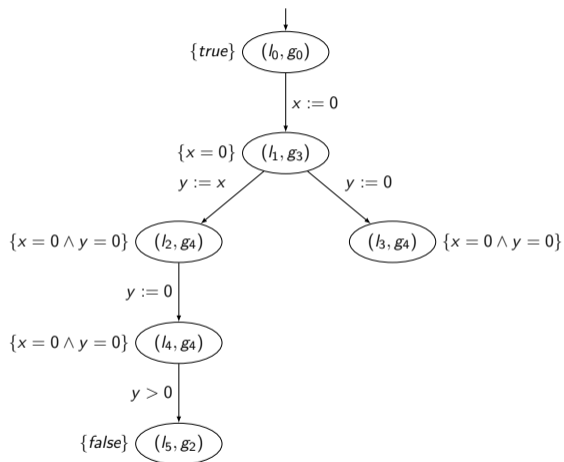 {true} (l₀, g₀)
x := 0
{x = 0} (l₁, g₃)
y := x y := 0
{x = 0 ∧ y = 0} (l₂, g₄) (l₃, g₄) {x = 0 ∧ y = 0}
y := 0
{x = 0 ∧ y = 0} (l₄, g₄)
y > 0
{false} (l₅, g₂)